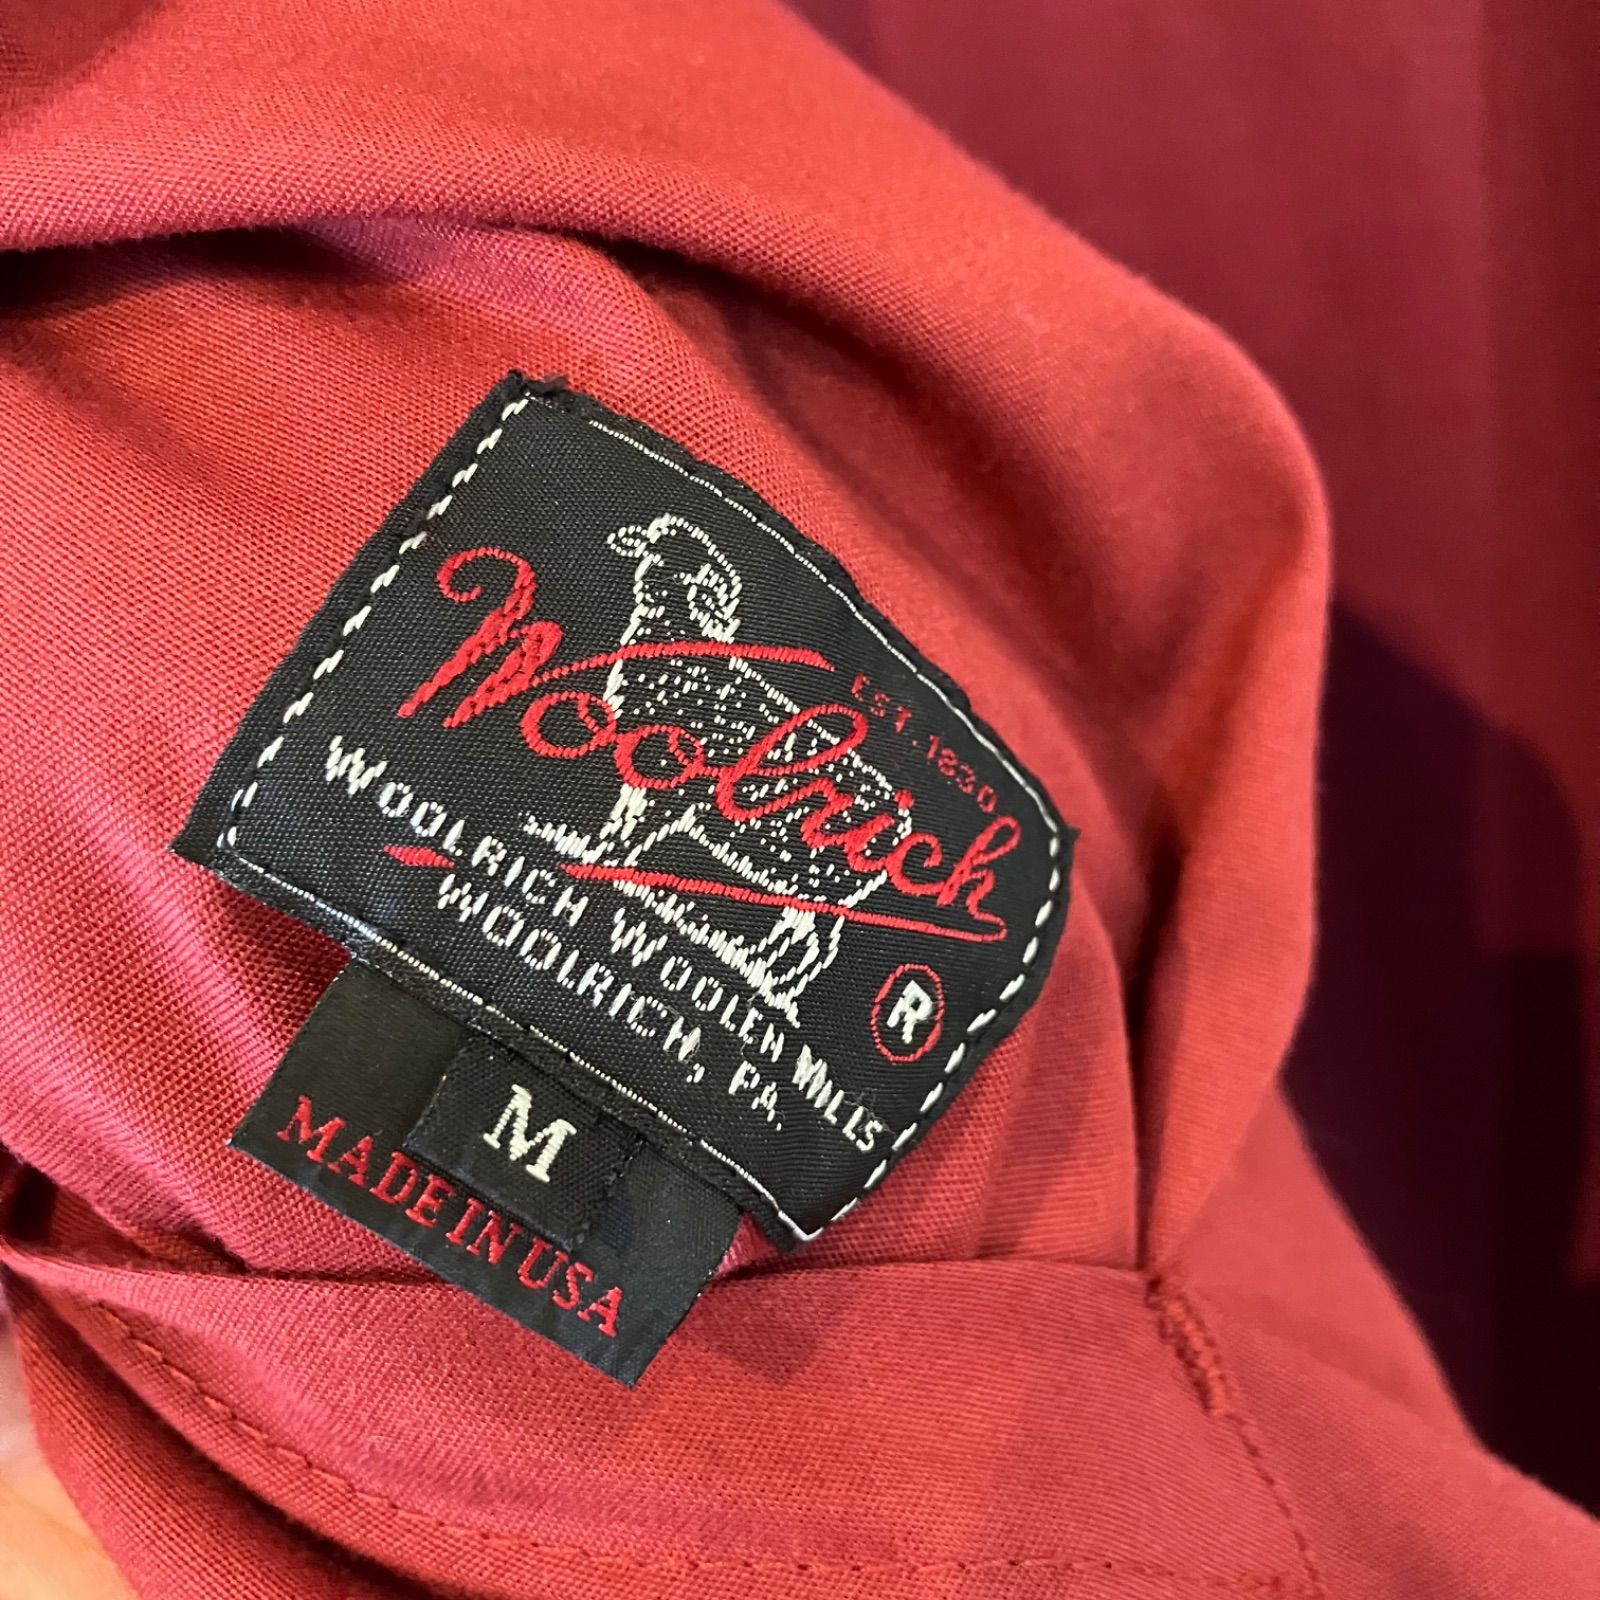 Woolrich
EST. 1830
WOOLRICH WOOLEN MILLS
WOOLRICH, PA.
®
M
MADE IN USA